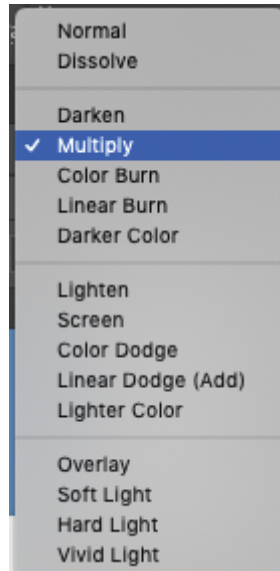 Normal
Dissolve
Darken
Multiply
Color Burn
Linear Burn
Darker Color
Lighten
Screen
Color Dodge
Linear Dodge (Add)
Lighter Color
Overlay
Soft Light
Hard Light
Vivid Light